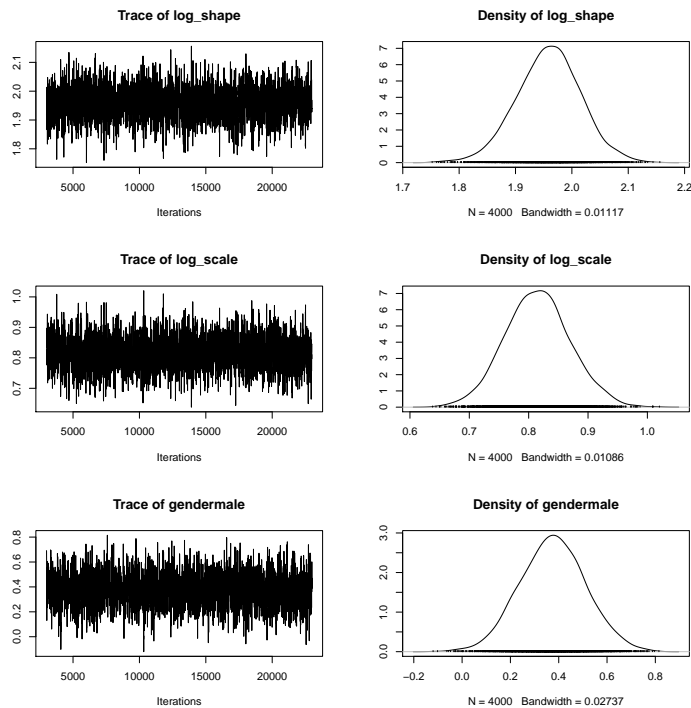 Trace of log_shape
1.8 1.9 2.0 2.1
5000 10000 15000 20000
Iterations
Density of log_shape
0 1 2 3 4 5 6 7
1.7 1.8 1.9 2.0 2.1 2.2
N = 4000 Bandwidth = 0.01117
Trace of log_scale
0.7 0.8 0.9 1.0
5000 10000 15000 20000
Iterations
Density of log_scale
0 1 2 3 4 5 6 7
0.6 0.7 0.8 0.9 1.0
N = 4000 Bandwidth = 0.01086
Trace of gendermale
0.0 0.2 0.4 0.6 0.8
5000 10000 15000 20000
Iterations
Density of gendermale
0.0 1.0 2.0 3.0
−0.2 0.0 0.2 0.4 0.6 0.8
N = 4000 Bandwidth = 0.02737